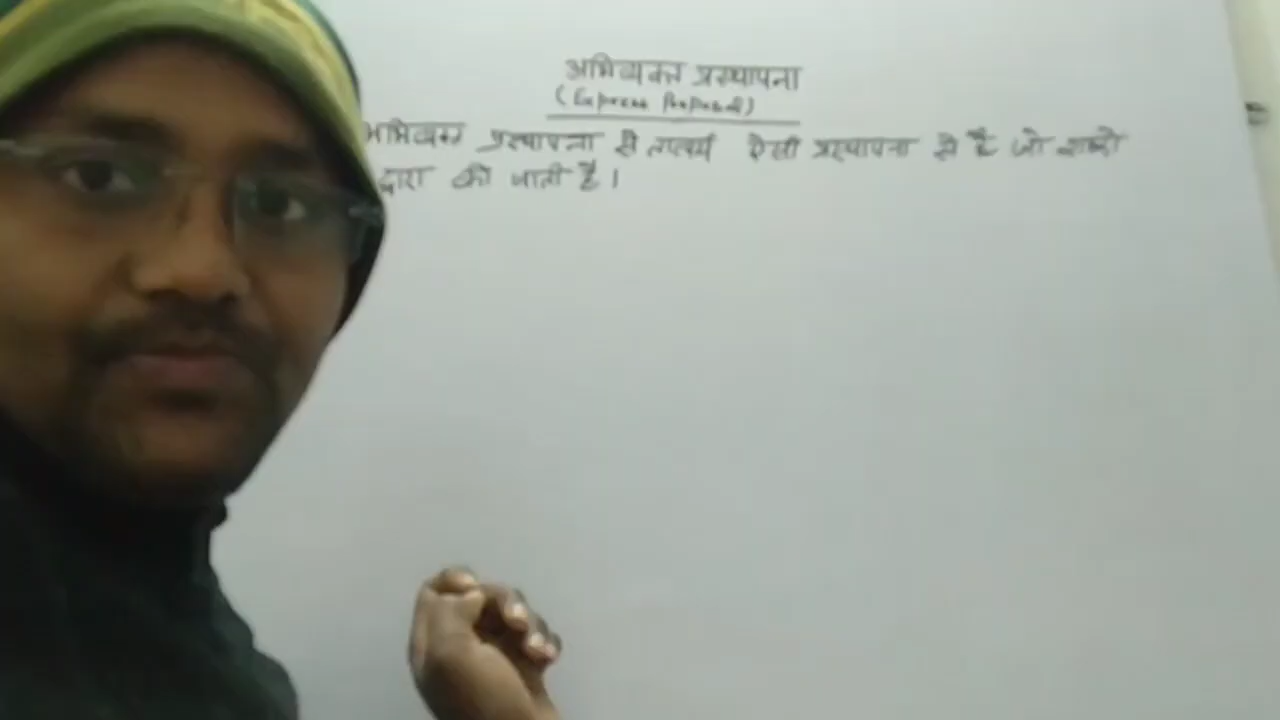 अभिव्यक्त प्रस्थापना
(Express Proposal)
अभिव्यक्त प्रस्थापना से तात्पर्य ऐसी प्रस्थापना से है जो शब्दो
द्वारा की जाती है।